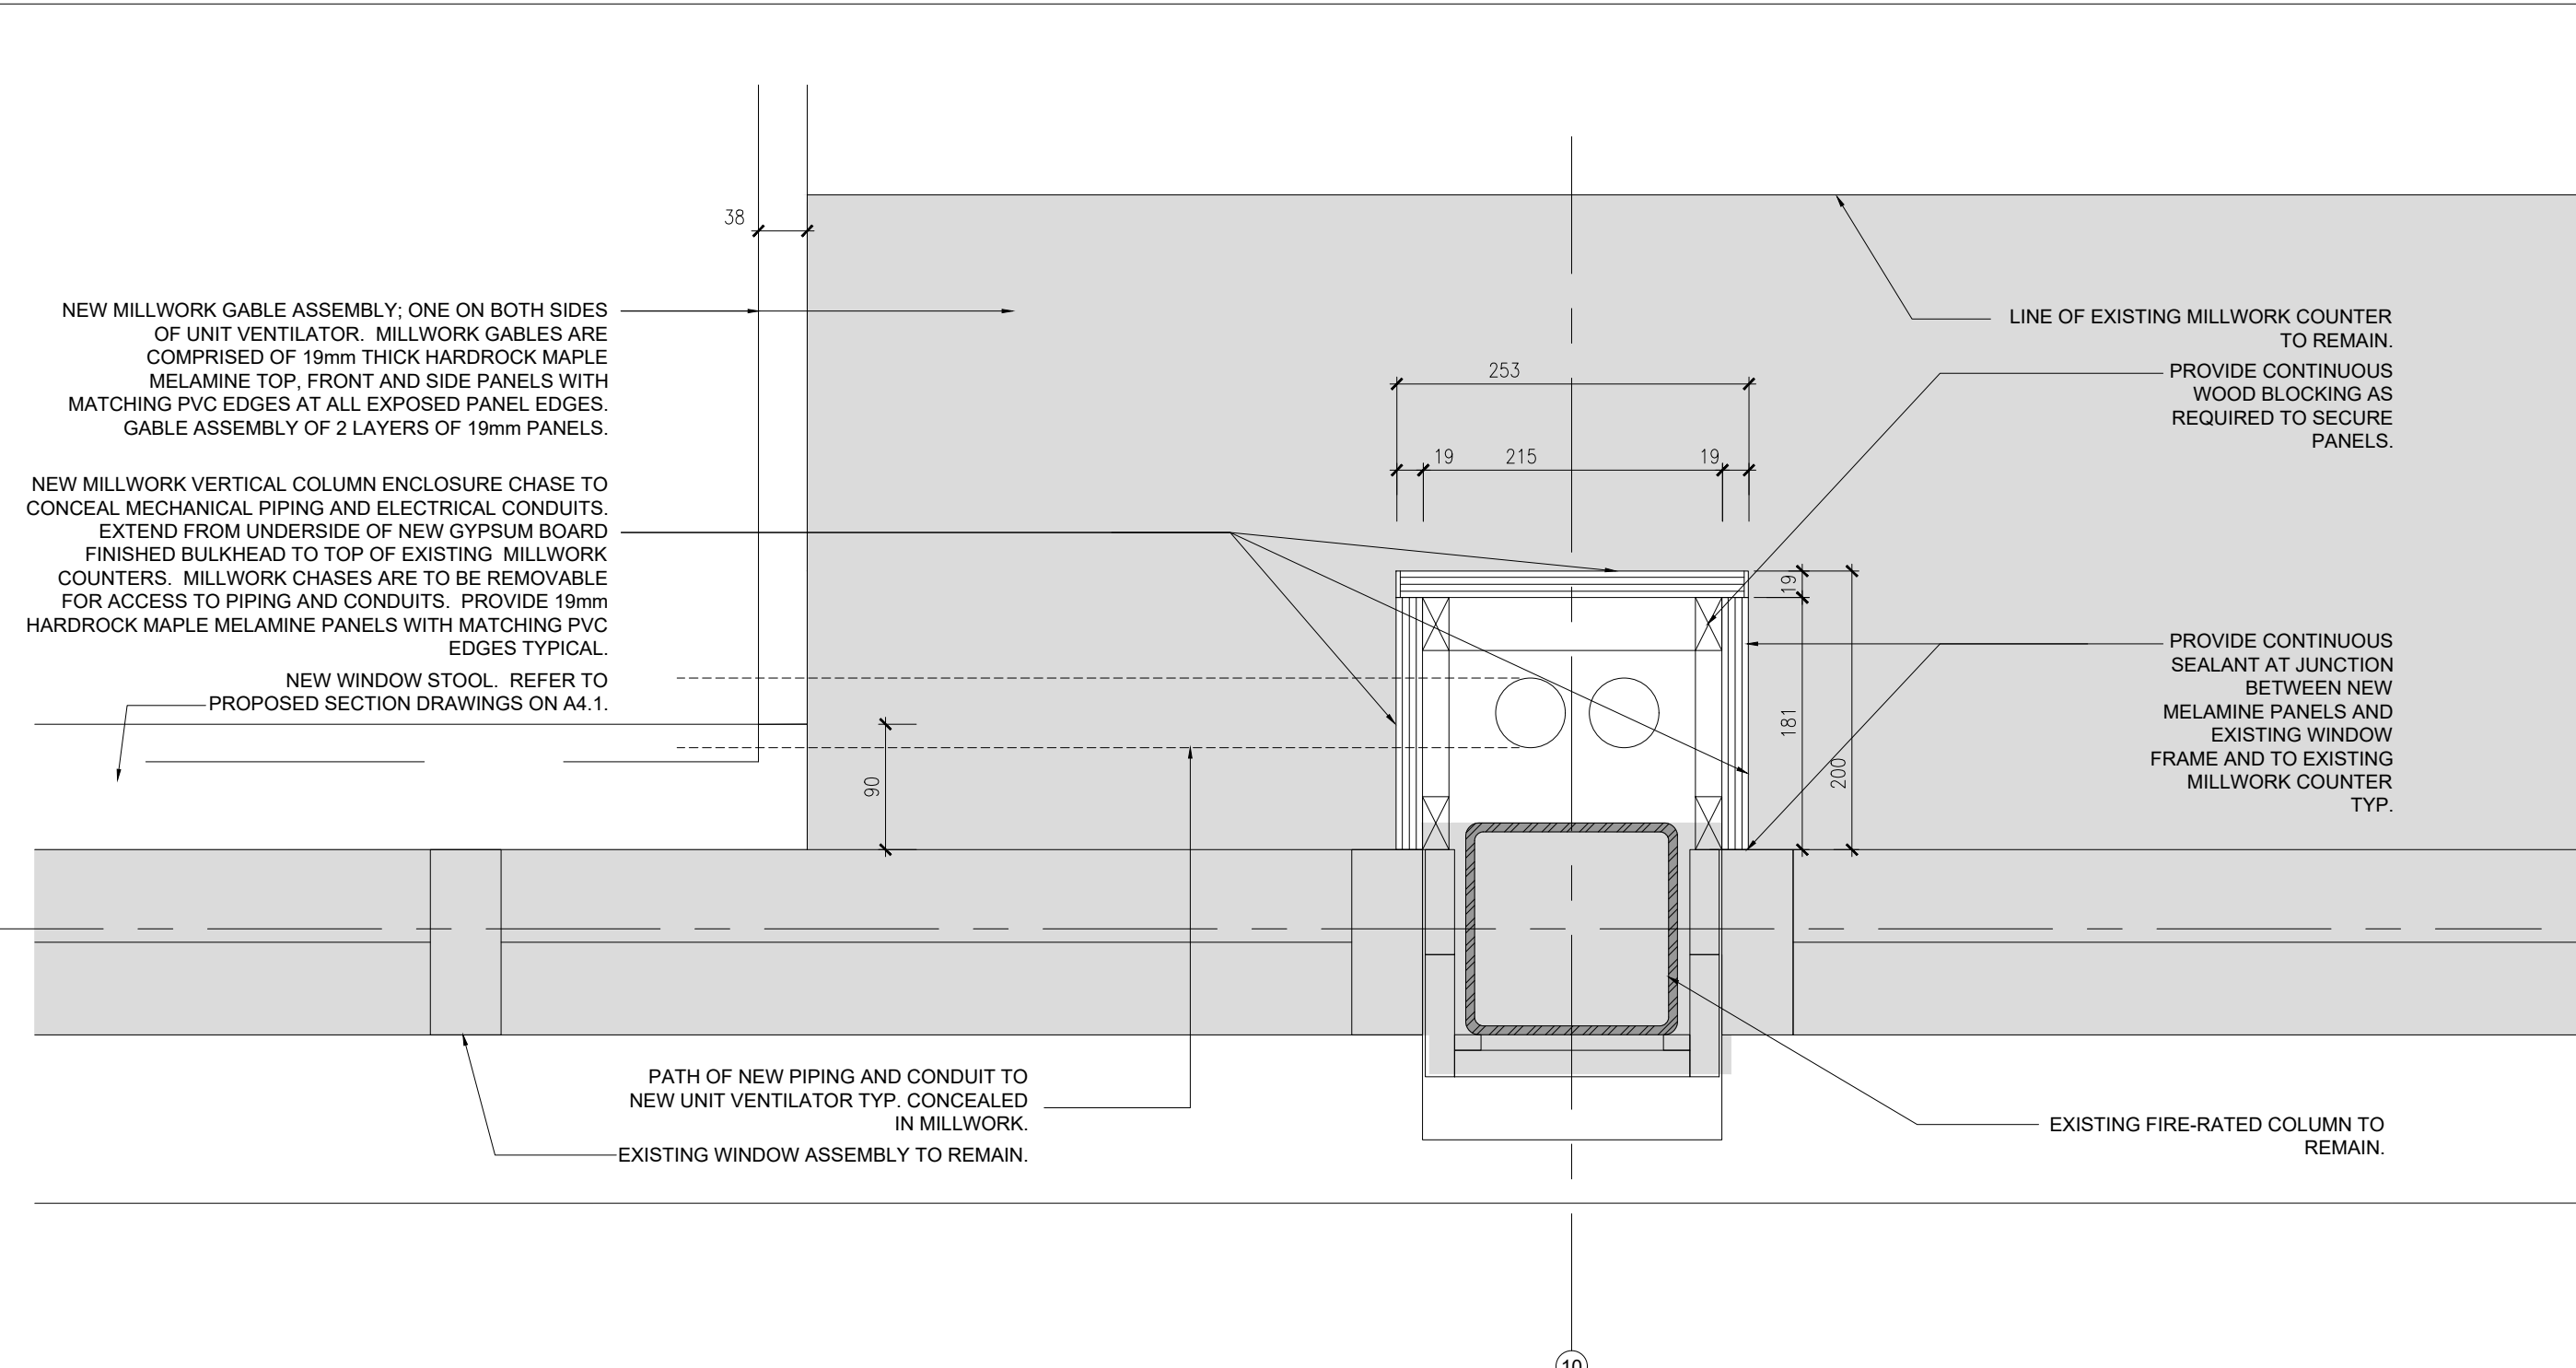 38
NEW MILLWORK GABLE ASSEMBLY; ONE ON BOTH SIDES
OF UNIT VENTILATOR. MILLWORK GABLES ARE
COMPRISED OF 19mm THICK HARDROCK MAPLE
MELAMINE TOP, FRONT AND SIDE PANELS WITH
MATCHING PVC EDGES AT ALL EXPOSED PANEL EDGES.
GABLE ASSEMBLY OF 2 LAYERS OF 19mm PANELS.
NEW MILLWORK VERTICAL COLUMN ENCLOSURE CHASE TO
CONCEAL MECHANICAL PIPING AND ELECTRICAL CONDUITS.
EXTEND FROM UNDERSIDE OF NEW GYPSUM BOARD
FINISHED BULKHEAD TO TOP OF EXISTING MILLWORK
COUNTERS. MILLWORK CHASES ARE TO BE REMOVABLE
FOR ACCESS TO PIPING AND CONDUITS. PROVIDE 19mm
HARDROCK MAPLE MELAMINE PANELS WITH MATCHING PVC
EDGES TYPICAL.
NEW WINDOW STOOL. REFER TO
PROPOSED SECTION DRAWINGS ON A4.1.
90
253
19 215 19
19
181
200
LINE OF EXISTING MILLWORK COUNTER
TO REMAIN.
PROVIDE CONTINUOUS
WOOD BLOCKING AS
REQUIRED TO SECURE
PANELS.
PROVIDE CONTINUOUS
SEALANT AT JUNCTION
BETWEEN NEW
MELAMINE PANELS AND
EXISTING WINDOW
FRAME AND TO EXISTING
MILLWORK COUNTER
TYP.
PATH OF NEW PIPING AND CONDUIT TO
NEW UNIT VENTILATOR TYP. CONCEALED
IN MILLWORK.
EXISTING WINDOW ASSEMBLY TO REMAIN.
EXISTING FIRE-RATED COLUMN TO
REMAIN.
10